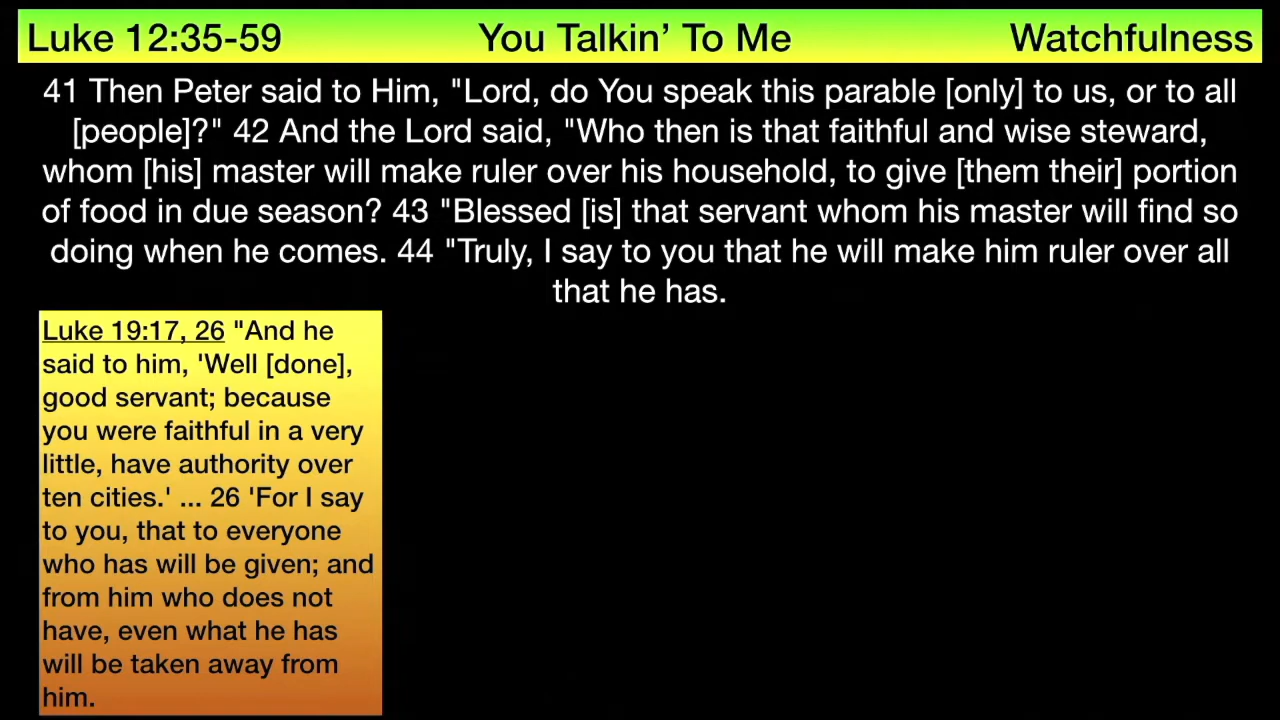 Luke 12:35-59 You Talkin’ To Me Watchfulness
41 Then Peter said to Him, "Lord, do You speak this parable [only] to us, or to all
[people]?" 42 And the Lord said, "Who then is that faithful and wise steward,
whom [his] master will make ruler over his household, to give [them their] portion
of food in due season? 43 "Blessed [is] that servant whom his master will find so
doing when he comes. 44 "Truly, I say to you that he will make him ruler over all
that he has.
Luke 19:17, 26 "And he
said to him, 'Well [done],
good servant; because
you were faithful in a very
little, have authority over
ten cities.' ... 26 'For I say
to you, that to everyone
who has will be given; and
from him who does not
have, even what he has
will be taken away from
him.